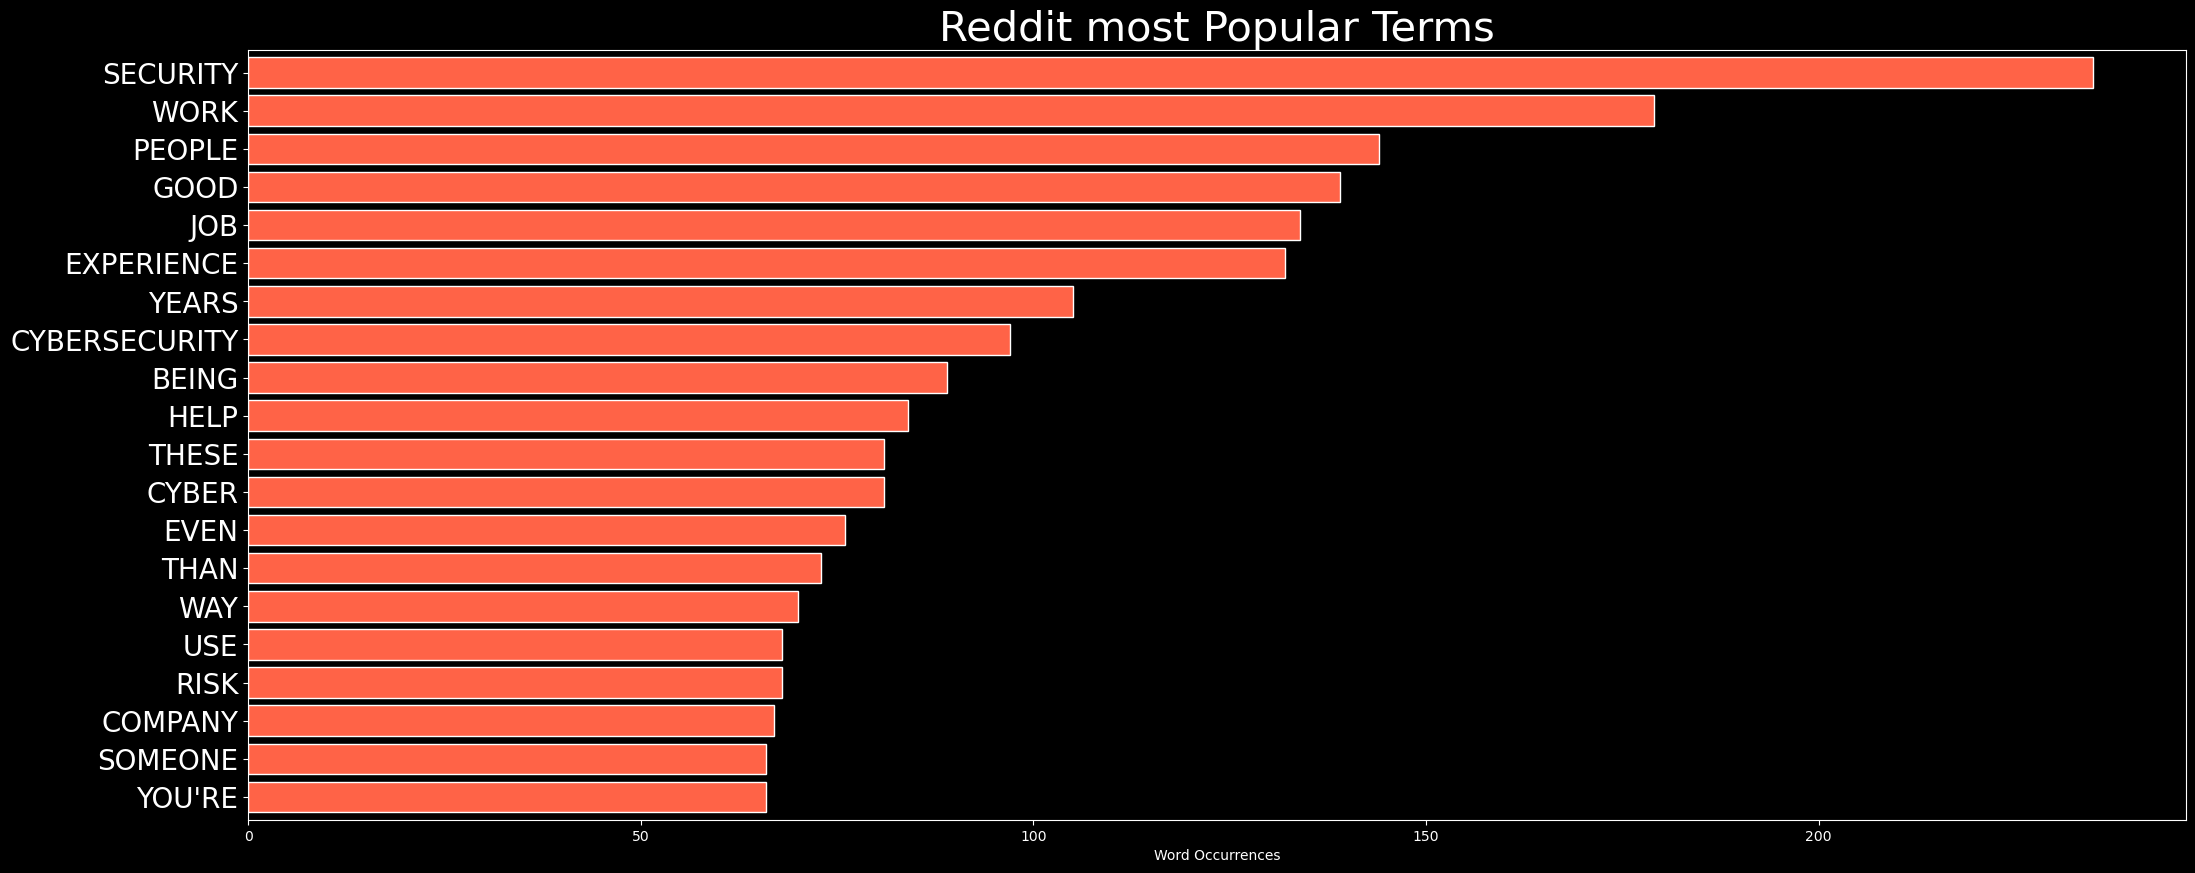 Reddit most Popular Terms
SECURITY
WORK
PEOPLE
GOOD
JOB
EXPERIENCE
YEARS
CYBERSECURITY
BEING
HELP
THESE
CYBER
EVEN
THAN
WAY
USE
RISK
COMPANY
SOMEONE
YOU'RE
0 50 100 150 200
Word Occurrences